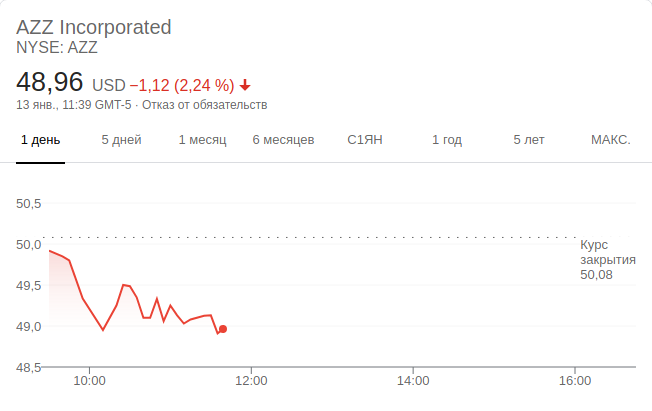 AZZ Incorporated
NYSE: AZZ
48,96 USD −1,12 (2,24 %)
13 янв., 11:39 GMT-5 · Отказ от обязательств
1 день 5 дней 1 месяц 6 месяцев С1ЯН 1 год 5 лет МАКС.
50,5
50,0
49,5
49,0
48,5
Курс
закрытия
50,08
10:00 12:00 14:00 16:00